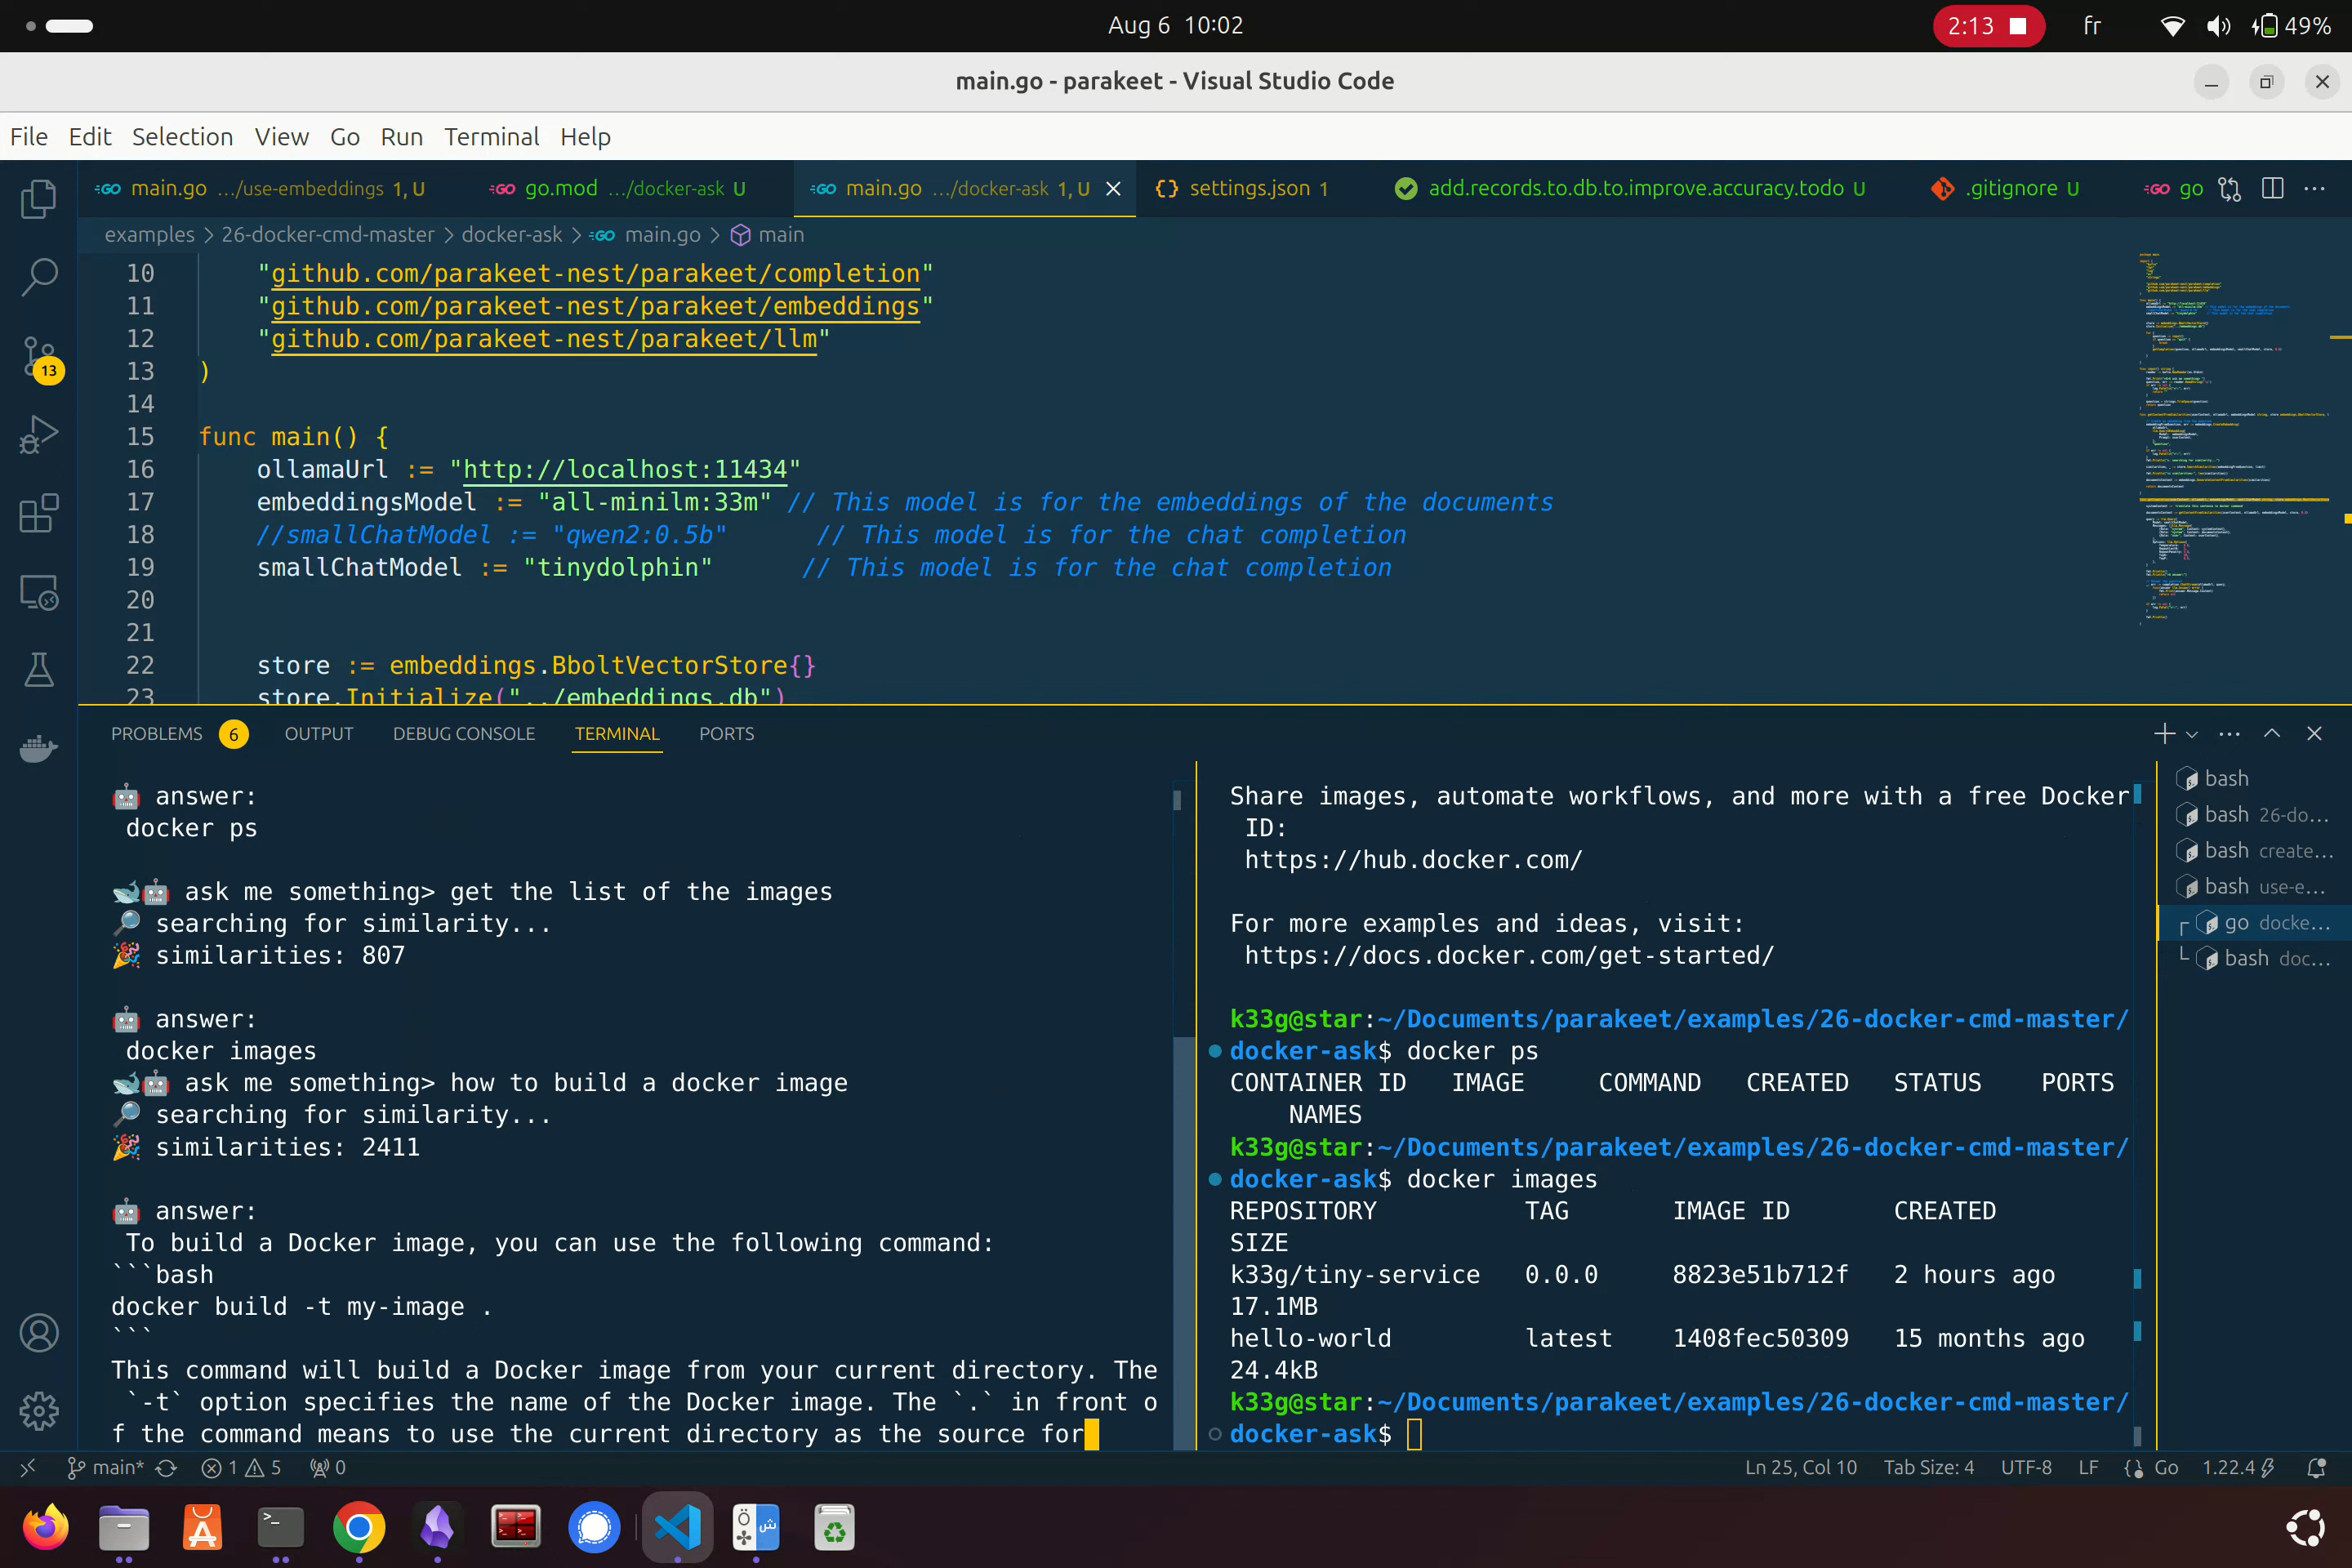 Aug 6 10:02
2:13
fr
49%
main.go - parakeet - Visual Studio Code
File Edit Selection View Go Run Terminal Help
main.go .../use-embeddings 1, U
go.mod .../docker-ask U
main.go .../docker-ask 1, U
{} settings.json 1
add.records.to.db.to.improve.accuracy.todo U
.gitignore U
go
examples > 26-docker-cmd-master > docker-ask > main.go > main
10 "github.com/parakeet-nest/parakeet/completion"
11 "github.com/parakeet-nest/parakeet/embeddings"
12 "github.com/parakeet-nest/parakeet/llm"
13 )
14
15 func main() {
16 ollamaUrl := "http://localhost:11434"
17 embeddingsModel := "all-minilm:33m" // This model is for the embeddings of the documents
18 //smallChatModel := "qwen2:0.5b" // This model is for the chat completion
19 smallChatModel := "tinydolphin" // This model is for the chat completion
20
21
22 store := embeddings.BboltVectorStore{}
23 store.Initialize("../embeddings.db")
13
PROBLEMS 6 OUTPUT DEBUG CONSOLE TERMINAL PORTS
🤖 answer:
docker ps
🐳🤖 ask me something> get the list of the images
🔎 searching for similarity...
🎉 similarities: 807
🤖 answer:
docker images
🐳🤖 ask me something> how to build a docker image
🔎 searching for similarity...
🎉 similarities: 2411
🤖 answer:
To build a Docker image, you can use the following command:
```bash
docker build -t my-image .
```
This command will build a Docker image from your current directory. The
`-t` option specifies the name of the Docker image. The `.` in front o
f the command means to use the current directory as the source for
Share images, automate workflows, and more with a free Docker
ID:
https://hub.docker.com/
For more examples and ideas, visit:
https://docs.docker.com/get-started/
k33g@star:~/Documents/parakeet/examples/26-docker-cmd-master/
docker-ask$ docker ps
CONTAINER ID IMAGE COMMAND CREATED STATUS PORTS
NAMES
k33g@star:~/Documents/parakeet/examples/26-docker-cmd-master/
docker-ask$ docker images
REPOSITORY TAG IMAGE ID CREATED
SIZE
k33g/tiny-service 0.0.0 8823e51b712f 2 hours ago
17.1MB
hello-world latest 1408fec50309 15 months ago
24.4kB
k33g@star:~/Documents/parakeet/examples/26-docker-cmd-master/
docker-ask$
bash
bash 26-do...
bash create...
bash use-e...
go docke...
bash doc...
main* 1 5 0
Ln 25, Col 10 Tab Size: 4 UTF-8 LF Go 1.22.4